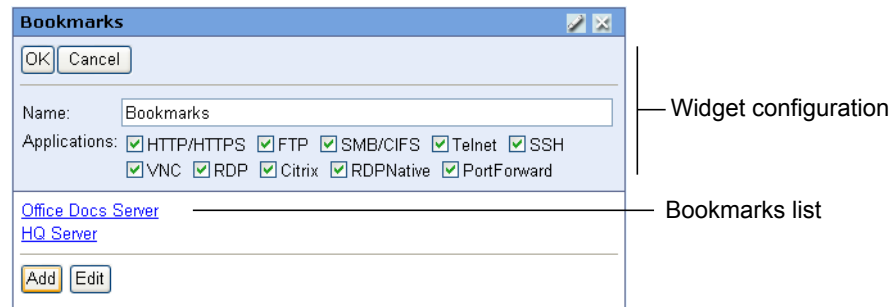 Bookmarks
OK Cancel
Name: Bookmarks
Applications: HTTP/HTTPS FTP SMB/CIFS Telnet SSH
VNC RDP Citrix RDPNative PortForward
Widget configuration
Office Docs Server
Bookmarks list
HQ Server
Add Edit